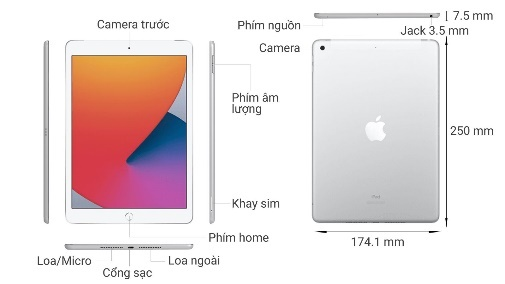 Camera trước
Phím nguồn
7.5 mm
Jack 3.5 mm
Camera
Phím âm
lượng
250 mm
Khay sim
Phím home
174.1 mm
Loa/Micro
Cổng sạc
Loa ngoài
iPad